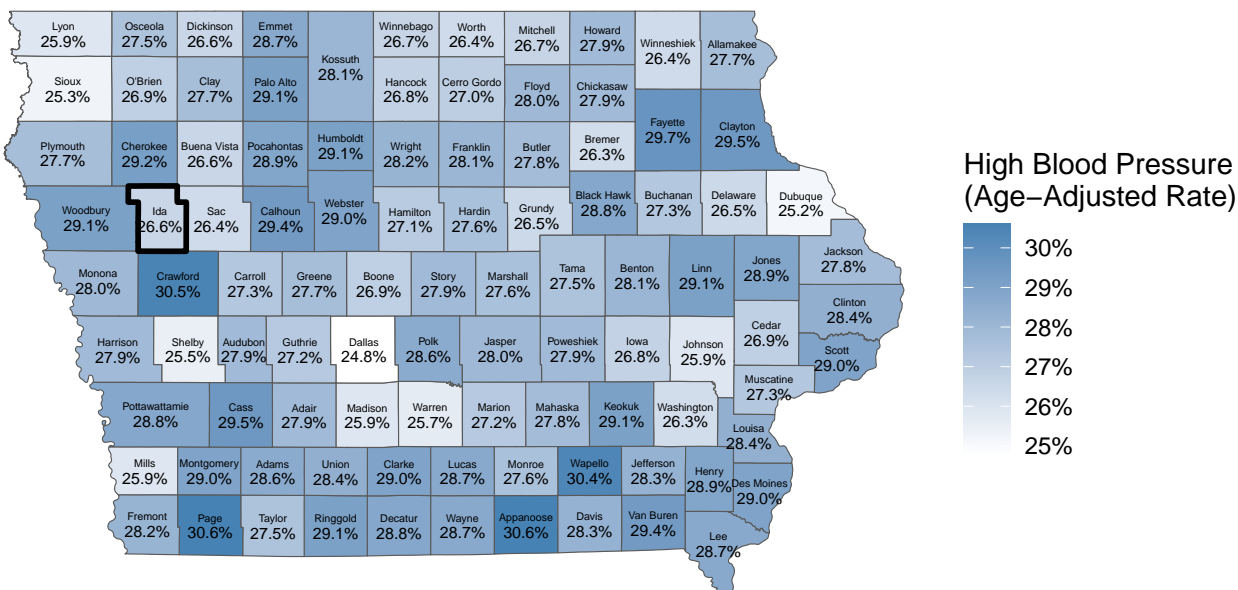 Lyon
25.9%
Osceola
27.5%
Dickinson
26.6%
Emmet
28.7%
Kossuth
28.1%
Winnebago
26.7%
Worth
26.4%
Mitchell
26.7%
Howard
27.9%
Winneshiek
26.4%
Allamakee
27.7%
Sioux
25.3%
O'Brien
26.9%
Clay
27.7%
Palo Alto
29.1%
Hancock
26.8%
Cerro Gordo
27.0%
Floyd
28.0%
Chickasaw
27.9%
Fayette
29.7%
Clayton
29.5%
Plymouth
27.7%
Cherokee
29.2%
Buena Vista
26.6%
Pocahontas
28.9%
Humboldt
29.1%
Wright
28.2%
Franklin
28.1%
Butler
27.8%
Bremer
26.3%
Woodbury
29.1%
Ida
26.6%
Sac
26.4%
Calhoun
29.4%
Webster
29.0%
Hamilton
27.1%
Hardin
27.6%
Grundy
26.5%
Black Hawk
28.8%
Buchanan
27.3%
Delaware
26.5%
Dubuque
25.2%
Monona
28.0%
Crawford
30.5%
Carroll
27.3%
Greene
27.7%
Boone
26.9%
Story
27.9%
Marshall
27.6%
Tama
27.5%
Benton
28.1%
Linn
29.1%
Jones
28.9%
Jackson
27.8%
Clinton
28.4%
Harrison
27.9%
Shelby
25.5%
Audubon
27.9%
Guthrie
27.2%
Dallas
24.8%
Polk
28.6%
Jasper
28.0%
Poweshiek
27.9%
Iowa
26.8%
Johnson
25.9%
Cedar
26.9%
Scott
29.0%
Muscatine
27.3%
Pottawattamie
28.8%
Cass
29.5%
Adair
27.9%
Madison
25.9%
Warren
25.7%
Marion
27.2%
Mahaska
27.8%
Keokuk
29.1%
Washington
26.3%
Louisa
28.4%
Mills
25.9%
Montgomery
29.0%
Adams
28.6%
Union
28.4%
Clarke
29.0%
Lucas
28.7%
Monroe
27.6%
Wapello
30.4%
Jefferson
28.3%
Henry
28.9%
Des Moines
29.0%
Fremont
28.2%
Page
30.6%
Taylor
27.5%
Ringgold
29.1%
Decatur
28.8%
Wayne
28.7%
Appanoose
30.6%
Davis
28.3%
Van Buren
29.4%
Lee
28.7%
High Blood Pressure
(Age−Adjusted Rate)
30%
29%
28%
27%
26%
25%